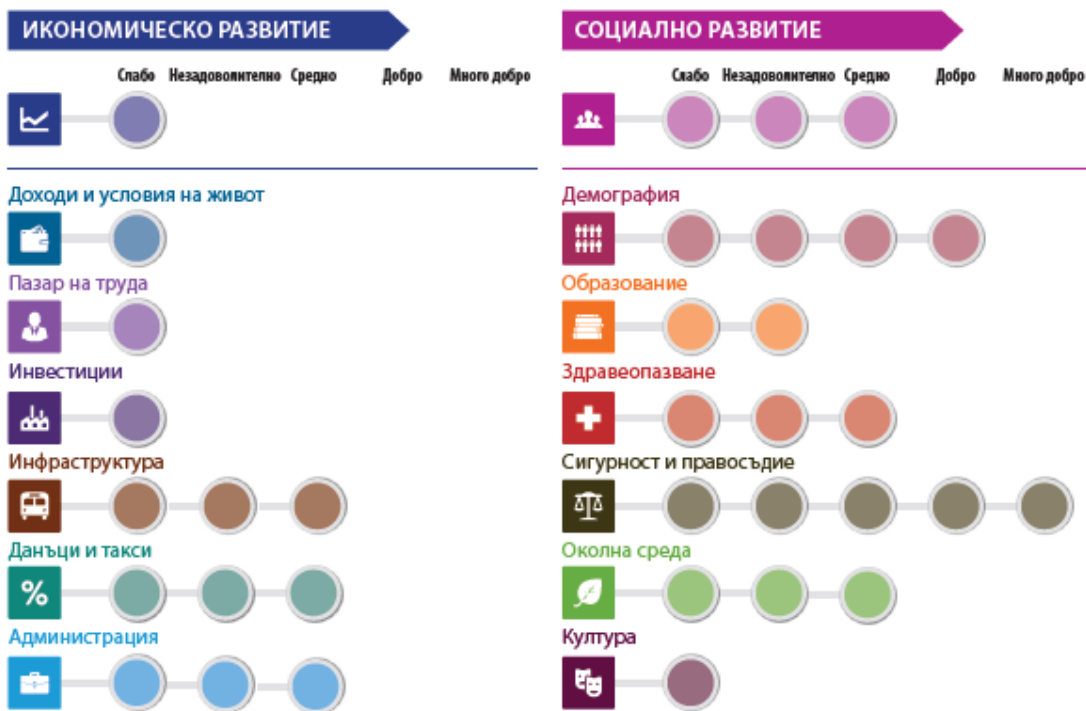 ИКОНОМИЧЕСКО РАЗВИТИЕ
Слабо Незадоволително Средно Добро Много добро
Доходи и условия на живот
Пазар на труда
Инвестиции
Инфраструктура
Данъци и такси
%
Администрация
СОЦИАЛНО РАЗВИТИЕ
Слабо Незадоволително Средно Добро Много добро
Демография
Образование
Здравеопазване
Сигурност и правосъдие
Околна среда
Култура